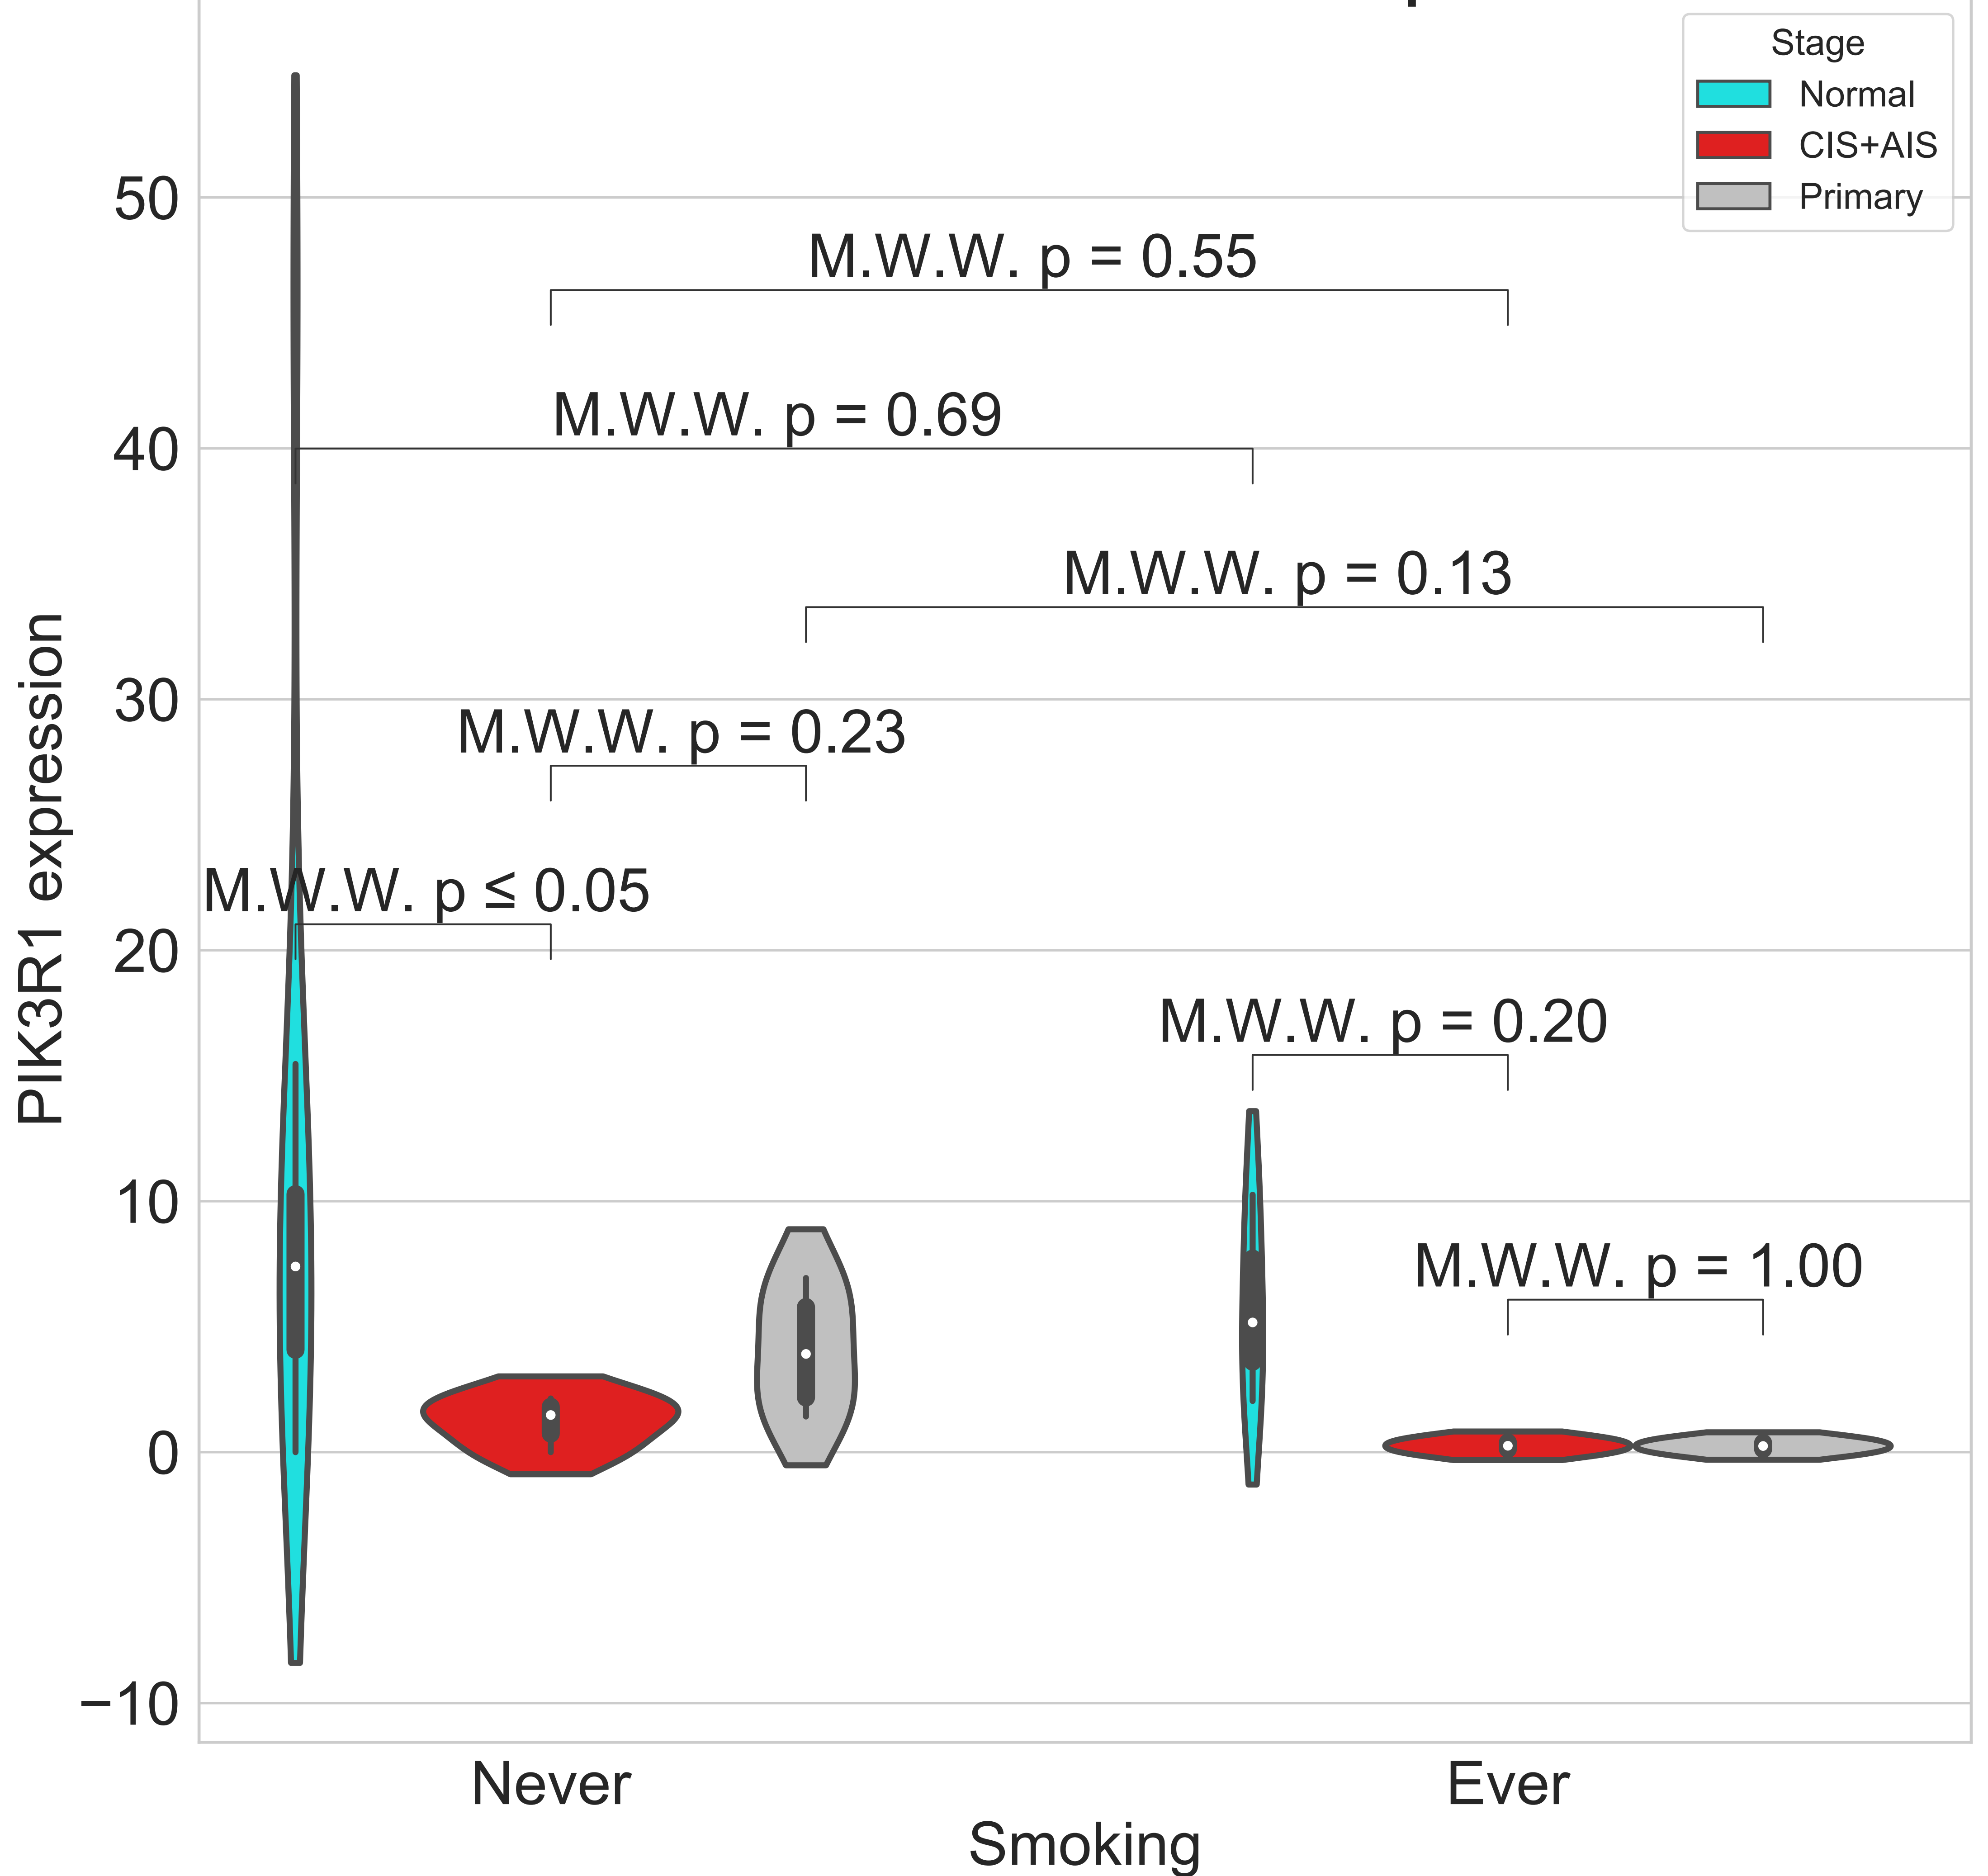 Stage
Normal
CIS+AIS
Primary
50
M.W.W. p = 0.55
M.W.W. p = 0.69
40
M.W.W. p = 0.13
30
M.W.W. p = 0.23
M.W.W. p ≤ 0.05
20
M.W.W. p = 0.20
10
M.W.W. p = 1.00
0
−10
PIK3R1 expression
Never
Ever
Smoking